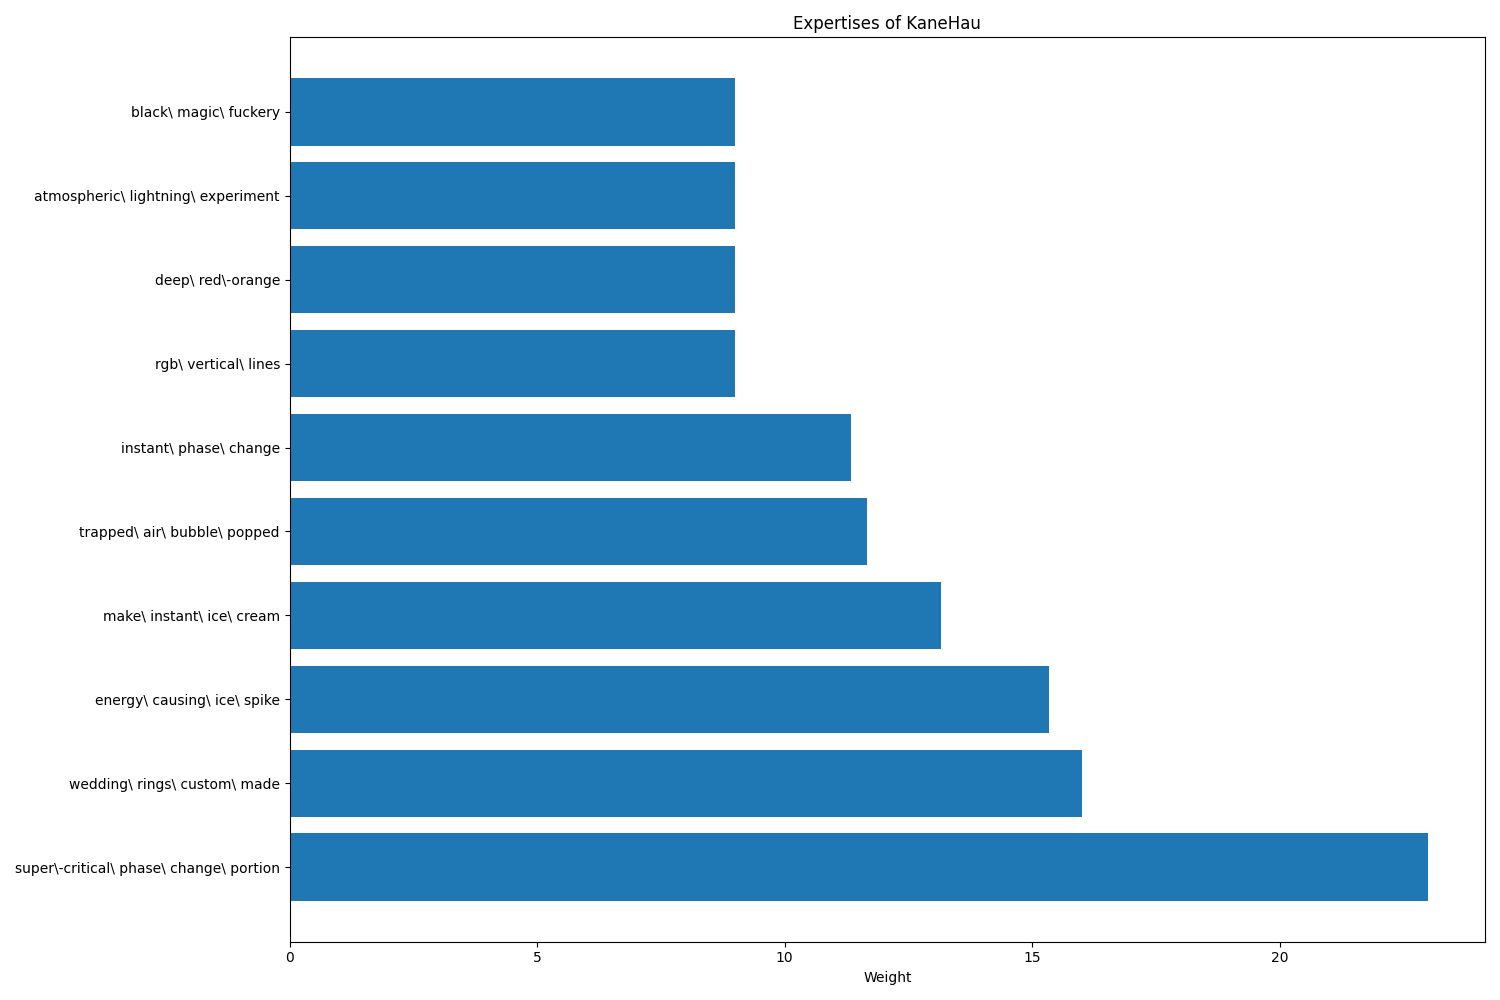 Expertises of KaneHau
black\ magic\ fuckery
atmospheric\ lightning\ experiment
deep\ red\-orange
rgb\ vertical\ lines
instant\ phase\ change
trapped\ air\ bubble\ popped
make\ instant\ ice\ cream
energy\ causing\ ice\ spike
wedding\ rings\ custom\ made
super\-critical\ phase\ change\ portion
0 5 10 15 20
Weight